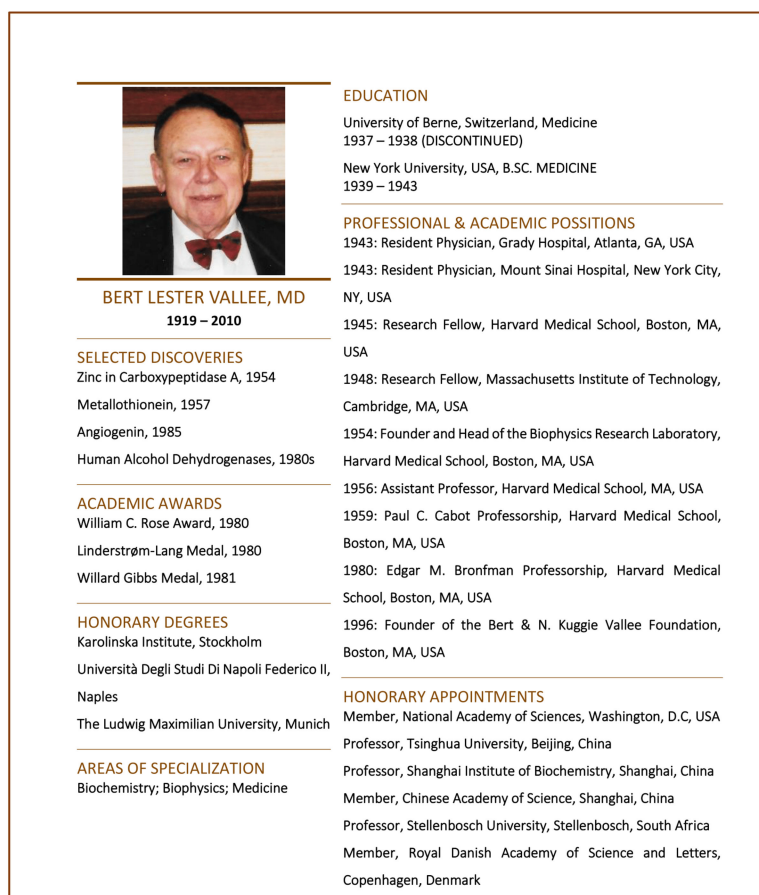 BERT LESTER VALLEE, MD
1919 – 2010
SELECTED DISCOVERIES
Zinc in Carboxypeptidase A, 1954
Metallothionein, 1957
Angiogenin, 1985
Human Alcohol Dehydrogenases, 1980s
ACADEMIC AWARDS
William C. Rose Award, 1980
Linderstrøm-Lang Medal, 1980
Willard Gibbs Medal, 1981
HONORARY DEGREES
Karolinska Institute, Stockholm
Università Degli Studi Di Napoli Federico II,
Naples
The Ludwig Maximilian University, Munich
AREAS OF SPECIALIZATION
Biochemistry; Biophysics; Medicine
EDUCATION
University of Berne, Switzerland, Medicine
1937 – 1938 (DISCONTINUED)
New York University, USA, B.SC. MEDICINE
1939 – 1943
PROFESSIONAL & ACADEMIC POSSITIONS
1943: Resident Physician, Grady Hospital, Atlanta, GA, USA
1943: Resident Physician, Mount Sinai Hospital, New York City,
NY, USA
1945: Research Fellow, Harvard Medical School, Boston, MA,
USA
1948: Research Fellow, Massachusetts Institute of Technology,
Cambridge, MA, USA
1954: Founder and Head of the Biophysics Research Laboratory,
Harvard Medical School, Boston, MA, USA
1956: Assistant Professor, Harvard Medical School, MA, USA
1959: Paul C. Cabot Professorship, Harvard Medical School,
Boston, MA, USA
1980: Edgar M. Bronfman Professorship, Harvard Medical
School, Boston, MA, USA
1996: Founder of the Bert & N. Kuggie Vallee Foundation,
Boston, MA, USA
HONORARY APPOINTMENTS
Member, National Academy of Sciences, Washington, D.C, USA
Professor, Tsinghua University, Beijing, China
Professor, Shanghai Institute of Biochemistry, Shanghai, China
Member, Chinese Academy of Science, Shanghai, China
Professor, Stellenbosch University, Stellenbosch, South Africa
Member, Royal Danish Academy of Science and Letters,
Copenhagen, Denmark